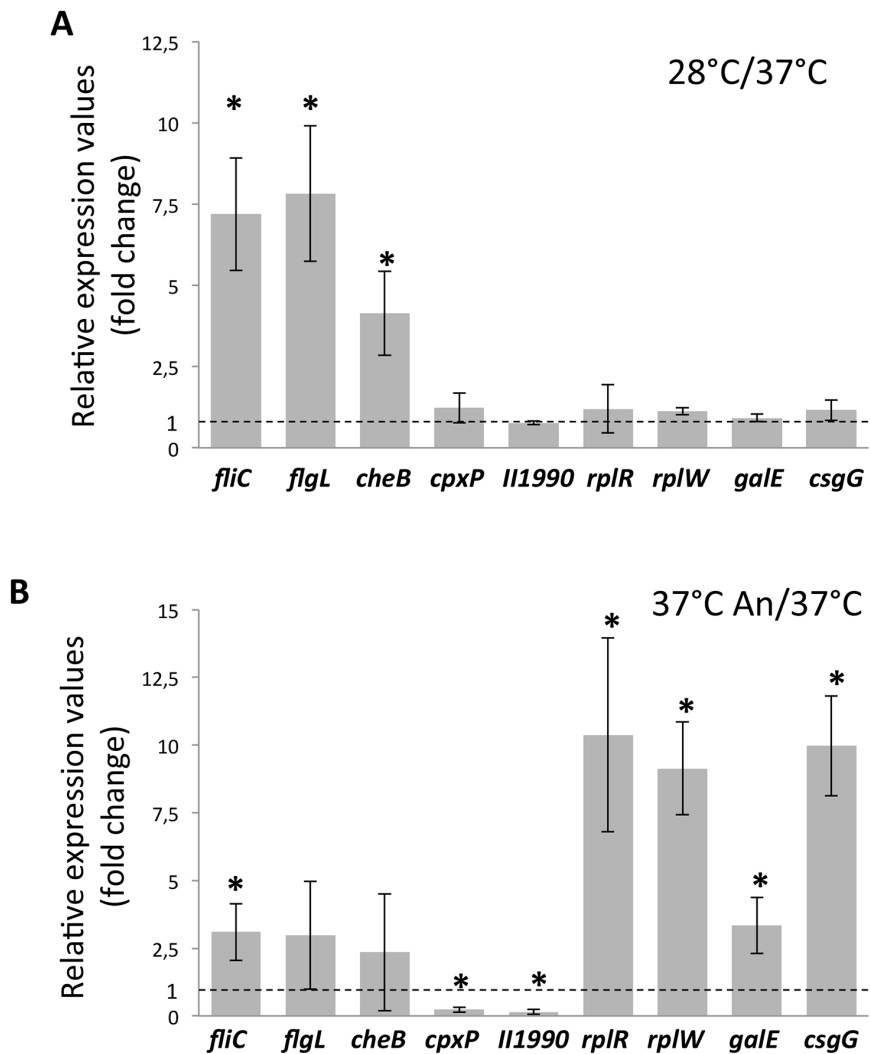 A
28°C/37°C
Relative expression values
(fold change)
12,5
10
7,5
5
2,5
1
0
*
*
*
fliC flgL cheB cpxP II1990 rplR rplW galE csgG
B
37°C An/37°C
Relative expression values
(fold change)
15
12,5
10
7,5
5
2,5
1
0
*
*
*
*
*
*
*
fliC flgL cheB cpxP II1990 rplR rplW galE csgG